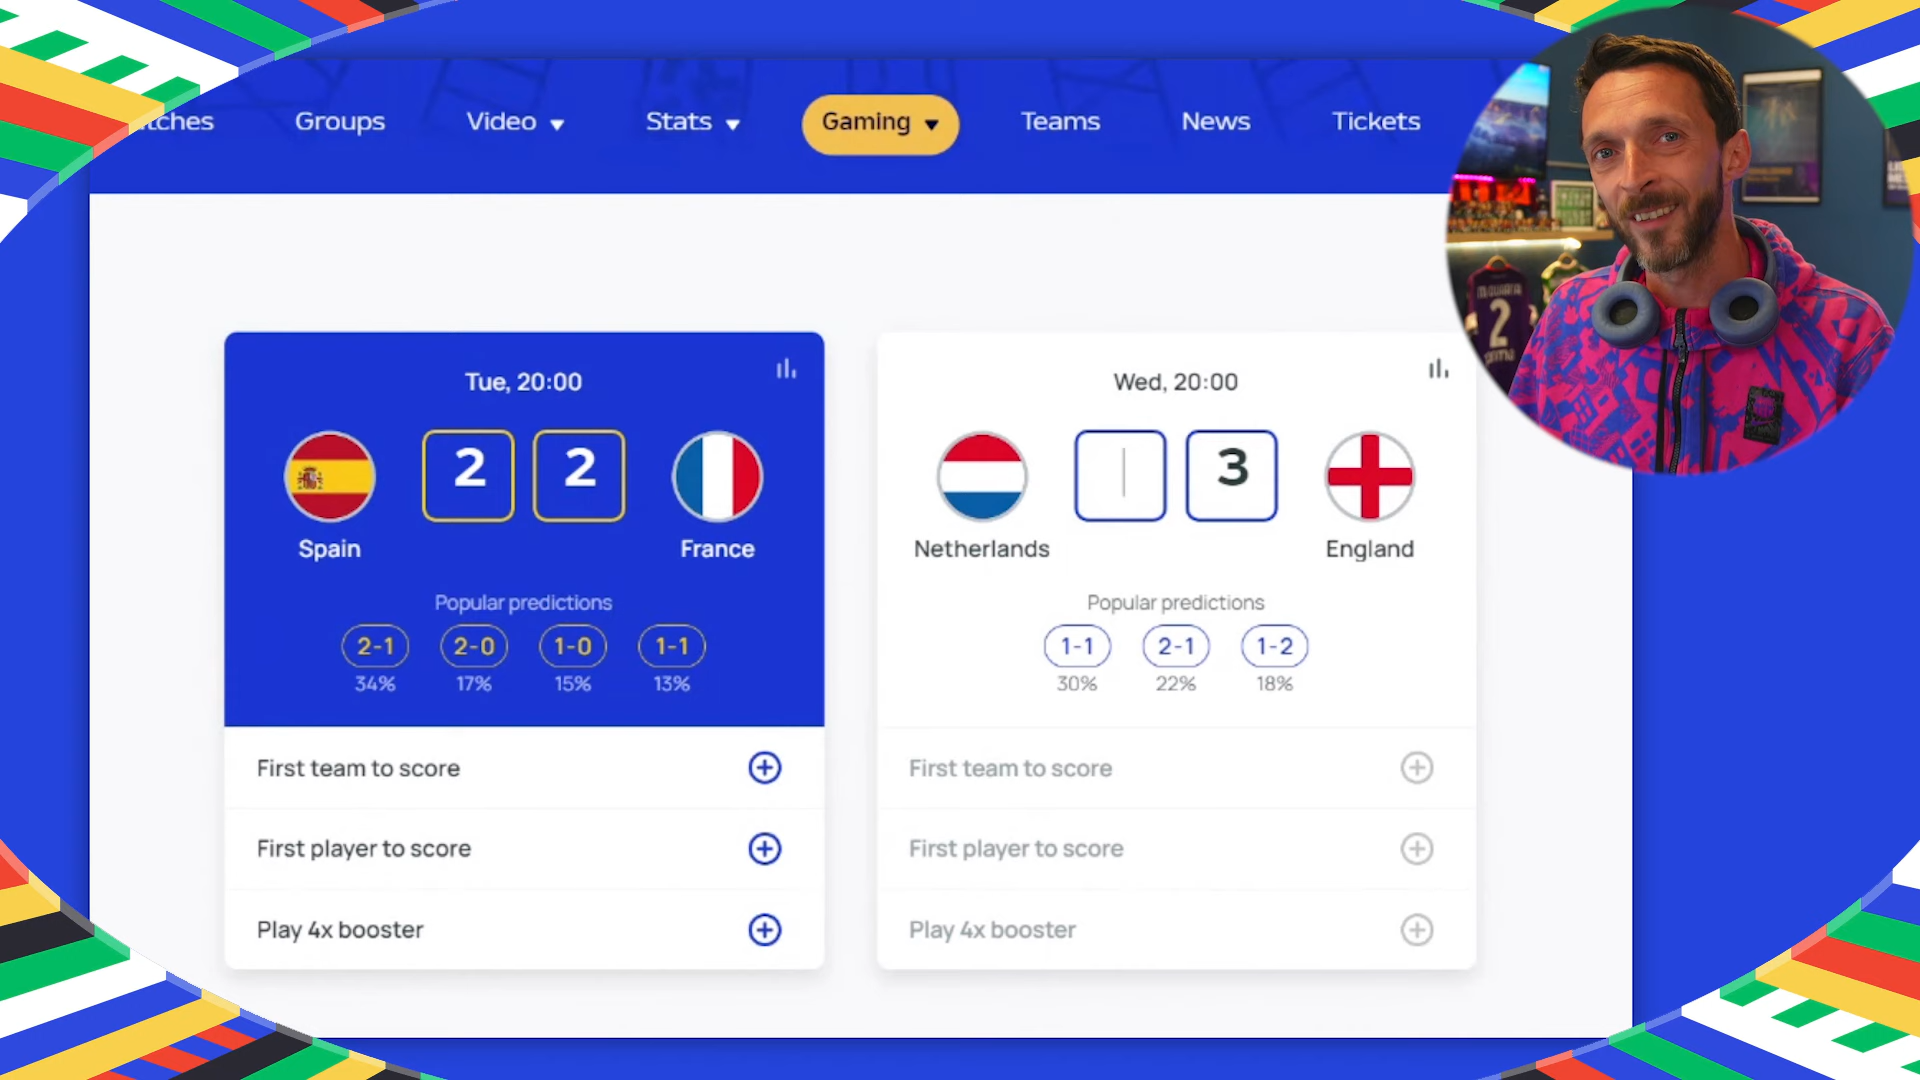 Groups
Video
Stats
Gaming
Teams
News
Tickets
Tue, 20:00
2 2
Spain
France
Popular predictions
2-1 2-0 1-0 1-1
34% 17% 15% 13%
First team to score
First player to score
Play 4x booster
Wed, 20:00
3
Netherlands
England
Popular predictions
1-1 2-1 1-2
30% 22% 18%
First team to score
First player to score
Play 4x booster
2